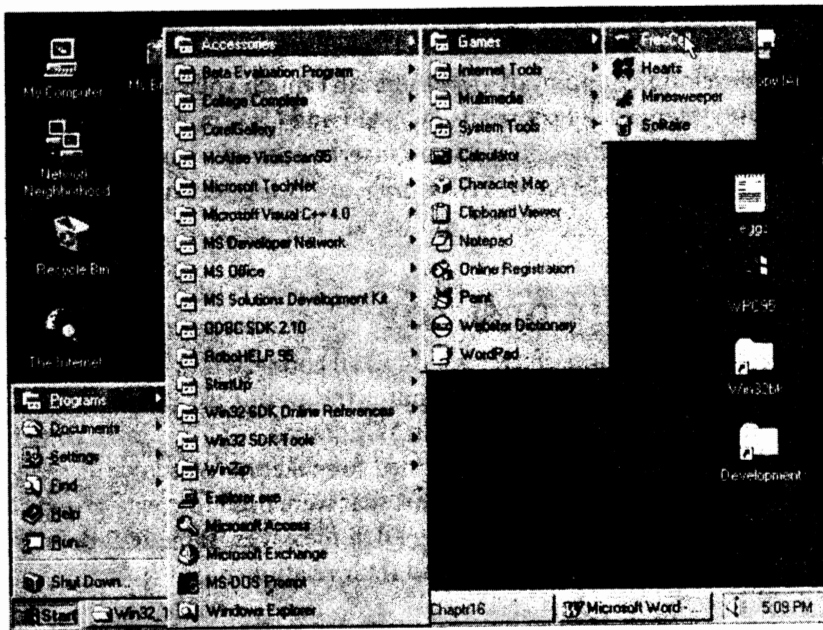 My Computer
Network
Neighborhood
Recycle Bin
The Internet
Programs
Documents
Settings
Find
Help
Run...
Shut Down...
Start
Accessories
Beta Evaluation Program
Collage Complete
CorelGallery
McAfee VirusScan95
Microsoft TechNet
Microsoft Visual C++ 4.0
MS Developer Network
MS Office
MS Solutions Development Kit
ODBC SDK 2.10
RoboHELP 95
StartUp
Win32 SDK Online References
Win32 SDK Tools
WinZip
Explorer.exe
Microsoft Access
Microsoft Exchange
MS-DOS Prompt
Windows Explorer
Games
Internet Tools
Multimedia
System Tools
Calculator
Character Map
Clipboard Viewer
Notepad
Online Registration
Paint
Webster Dictionary
WordPad
FreeCell
Hearts
Minesweeper
Solitaire
eggs
WPC95
Win32bk
Development
Win32_1
Chaptr16
Microsoft Word - ...
5:09 PM